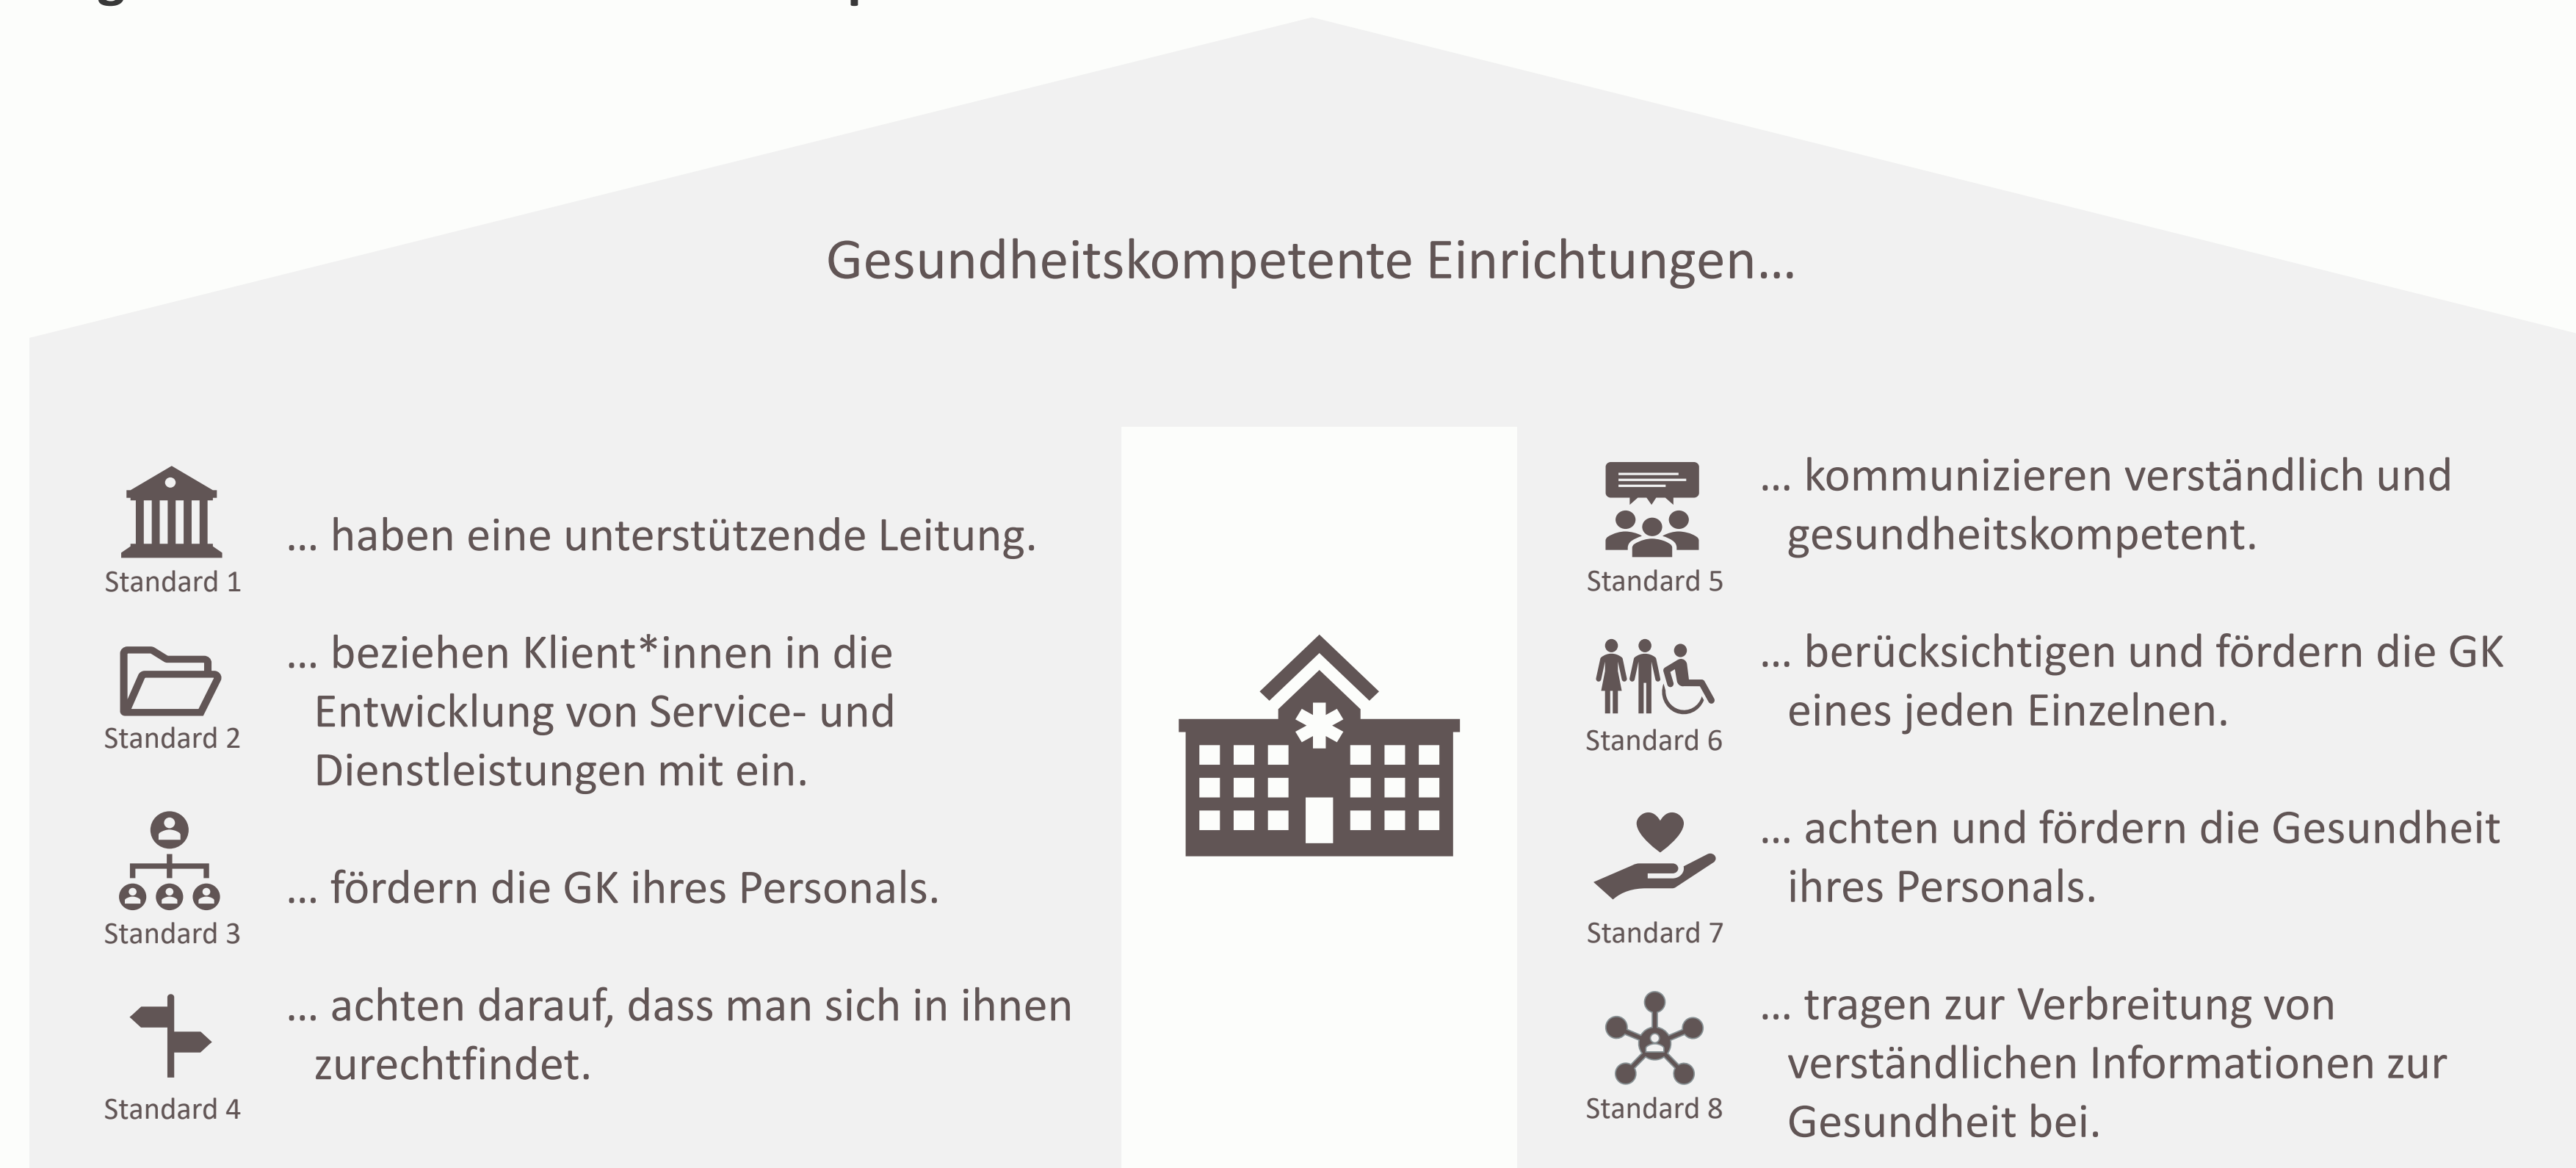 Gesundheitskompetente Einrichtungen...
Standard 1
... haben eine unterstützende Leitung.
Standard 2
... beziehen Klient*innen in die
Entwicklung von Service- und
Dienstleistungen mit ein.
Standard 3
... fördern die GK ihres Personals.
Standard 4
... achten darauf, dass man sich in ihnen
zurechtfindet.
Standard 5
... kommunizieren verständlich und
gesundheitskompetent.
Standard 6
... berücksichtigen und fördern die GK
eines jeden Einzelnen.
Standard 7
... achten und fördern die Gesundheit
ihres Personals.
Standard 8
... tragen zur Verbreitung von
verständlichen Informationen zur
Gesundheit bei.